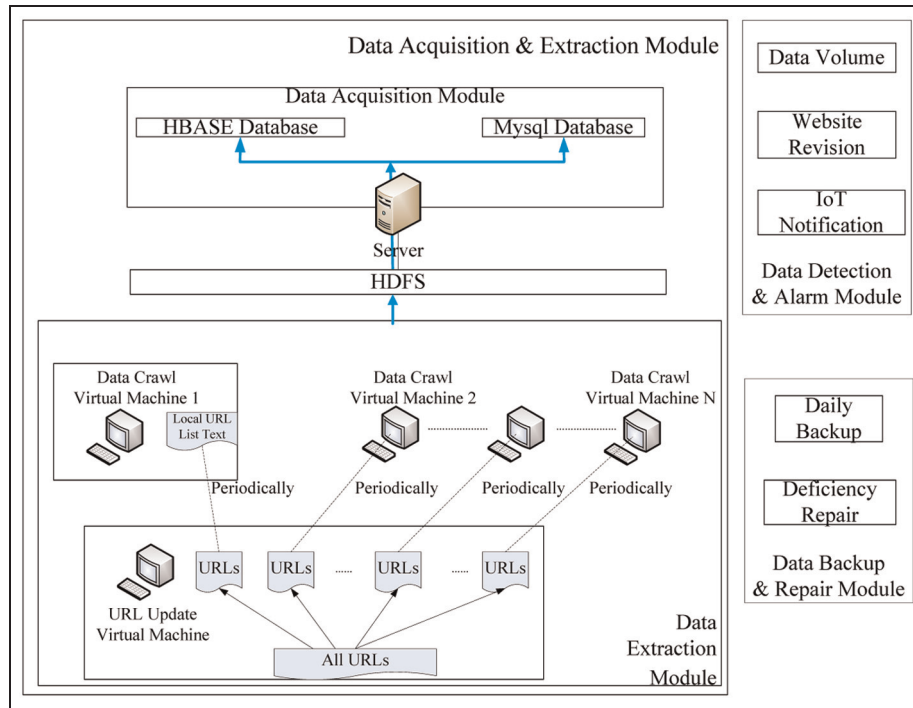 Data Acquisition & Extraction Module
Data Acquisition Module
HBASE Database
Mysql Database
Server
HDFS
Data Crawl
Virtual Machine 1
Local URL
List Text
Data Crawl
Virtual Machine 2
Data Crawl
Virtual Machine N
Periodically
Periodically
Periodically
Periodically
URLs
URLs
......
URLs
......
URLs
URL Update
Virtual Machine
All URLs
Data
Extraction
Module
Data Volume
Website
Revision
IoT
Notification
Data Detection
& Alarm Module
Daily
Backup
Deficiency
Repair
Data Backup
& Repair Module